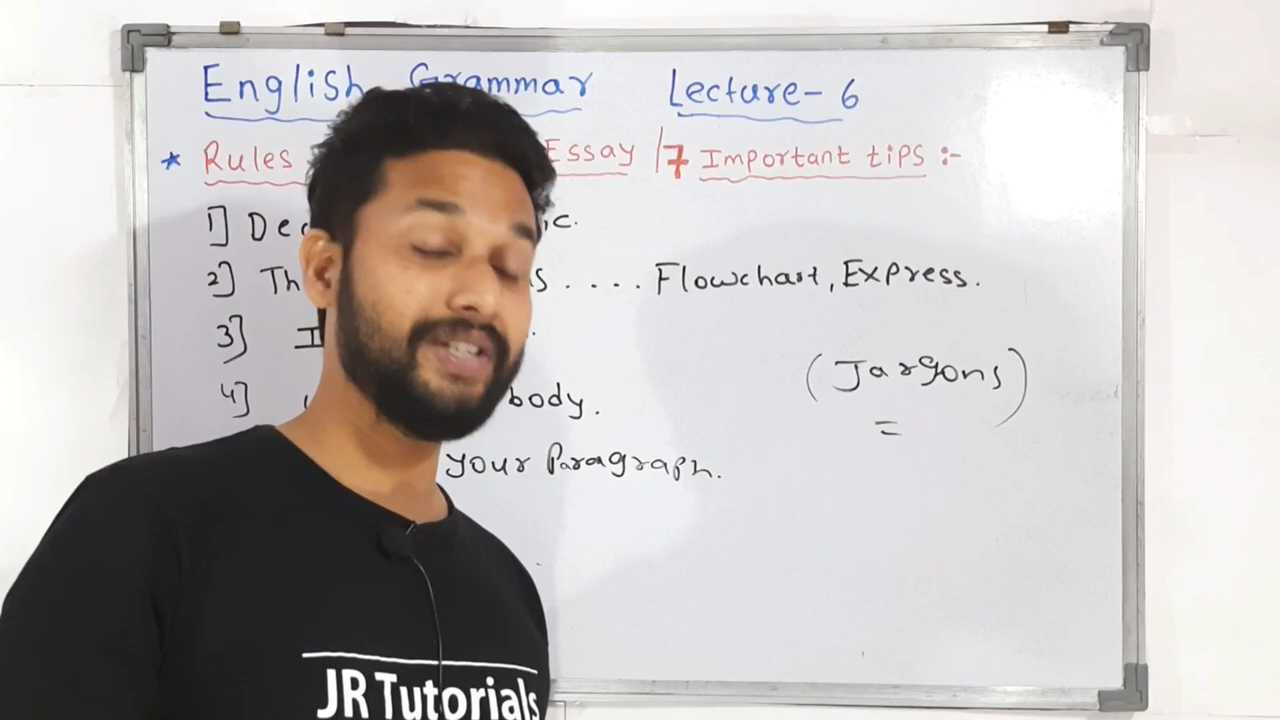 English Grammar Lecture-6
* Rules Essay / 7 Important tips :-
1] Dec ic.
2] Th s .... Flowchart, Express.
3] I
(Jargons)
4] body.
your Paragraph.
JR Tutorials